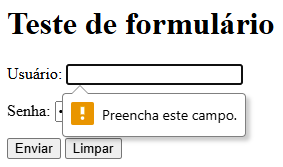 Teste de formulário
Usuário:
Preencha este campo.
Senha:
Enviar Limpar